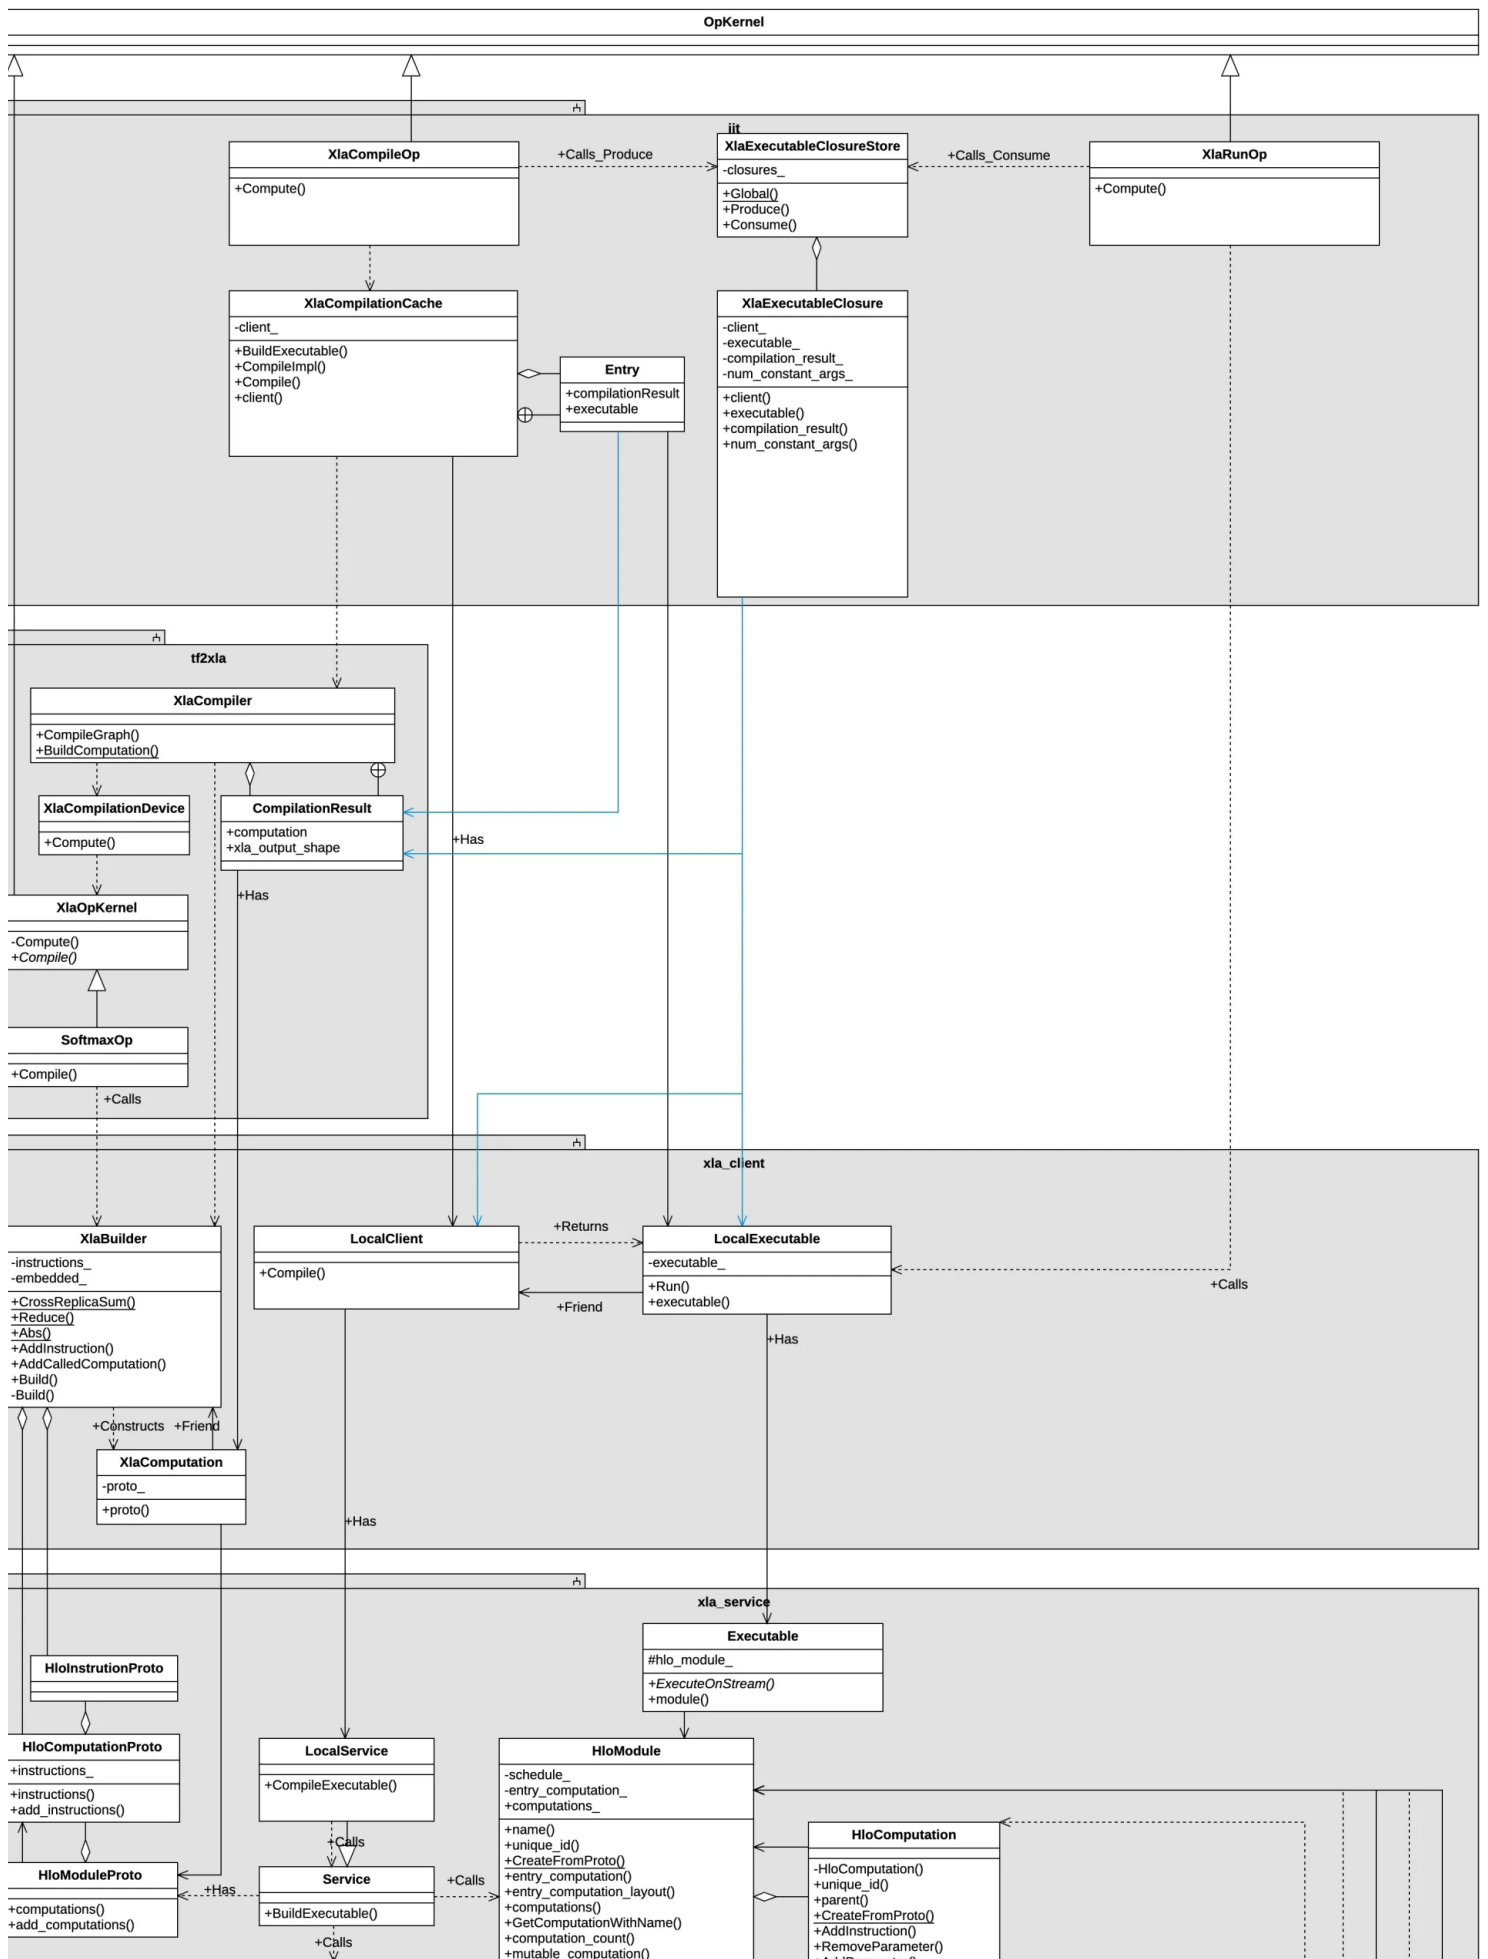 OpKernel
jit
XlaCompileOp
+Compute()
+Calls_Produce
XlaExecutableClosureStore
-closures_
+Global()
+Produce()
+Consume()
+Calls_Consume
XlaRunOp
+Compute()
XlaCompilationCache
-client_
+BuildExecutable()
+CompileImpl()
+Compile()
+client()
Entry
+compilationResult
+executable
XlaExecutableClosure
-client_
-executable_
-compilation_result_
-num_constant_args_
+client()
+executable()
+compilation_result()
+num_constant_args()
tf2xla
XlaCompiler
+CompileGraph()
+BuildComputation()
XlaCompilationDevice
+Compute()
CompilationResult
+computation
+xla_output_shape
+Has
+Has
XlaOpKernel
-Compute()
+Compile()
SoftmaxOp
+Compile()
+Calls
xla_client
XlaBuilder
-instructions_
-embedded_
+CrossReplicaSum()
+Reduce()
+Abs()
+AddInstruction()
+AddCalledComputation()
+Build()
-Build()
LocalClient
+Compile()
+Returns
+Friend
LocalExecutable
-executable_
+Run()
+executable()
+Calls
+Has
+Constructs
+Friend
XlaComputation
-proto_
+proto()
+Has
xla_service
Executable
#hlo_module_
+ExecuteOnStream()
+module()
HloInstrutionProto
HloComputationProto
+instructions_
+instructions()
+add_instructions()
LocalService
+CompileExecutable()
+Calls
HloModuleProto
+computations()
+add_computations()
+Has
Service
+BuildExecutable()
+Calls
+Calls
HloModule
-schedule_
-entry_computation_
+computations_
+name()
+unique_id()
+CreateFromProto()
+entry_computation()
+entry_computation_layout()
+computations()
+GetComputationWithName()
+computation_count()
+mutable_computation()
HloComputation
-HloComputation()
+unique_id()
+parent()
+CreateFromProto()
+AddInstruction()
+RemoveParameter()